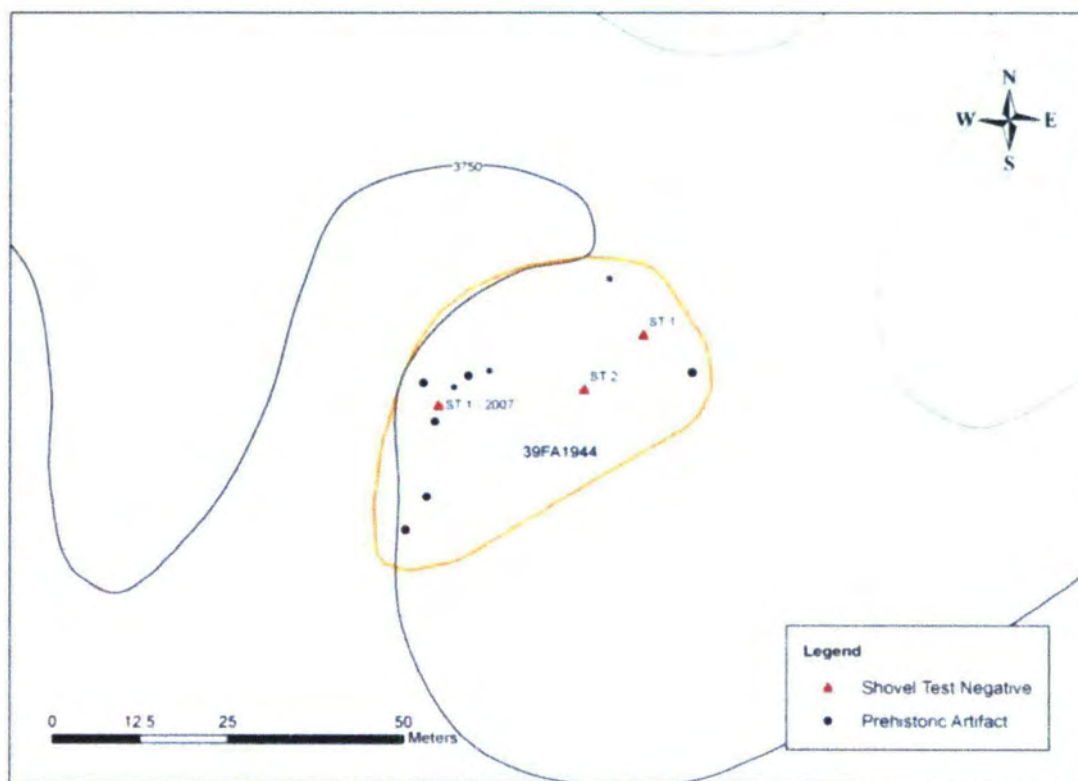 N
W E
S
3750
ST 1
ST 2
ST 1 - 2007
39FA1944
Legend
Shovel Test Negative
Prehistoric Artifact
0 12.5 25 50
Meters